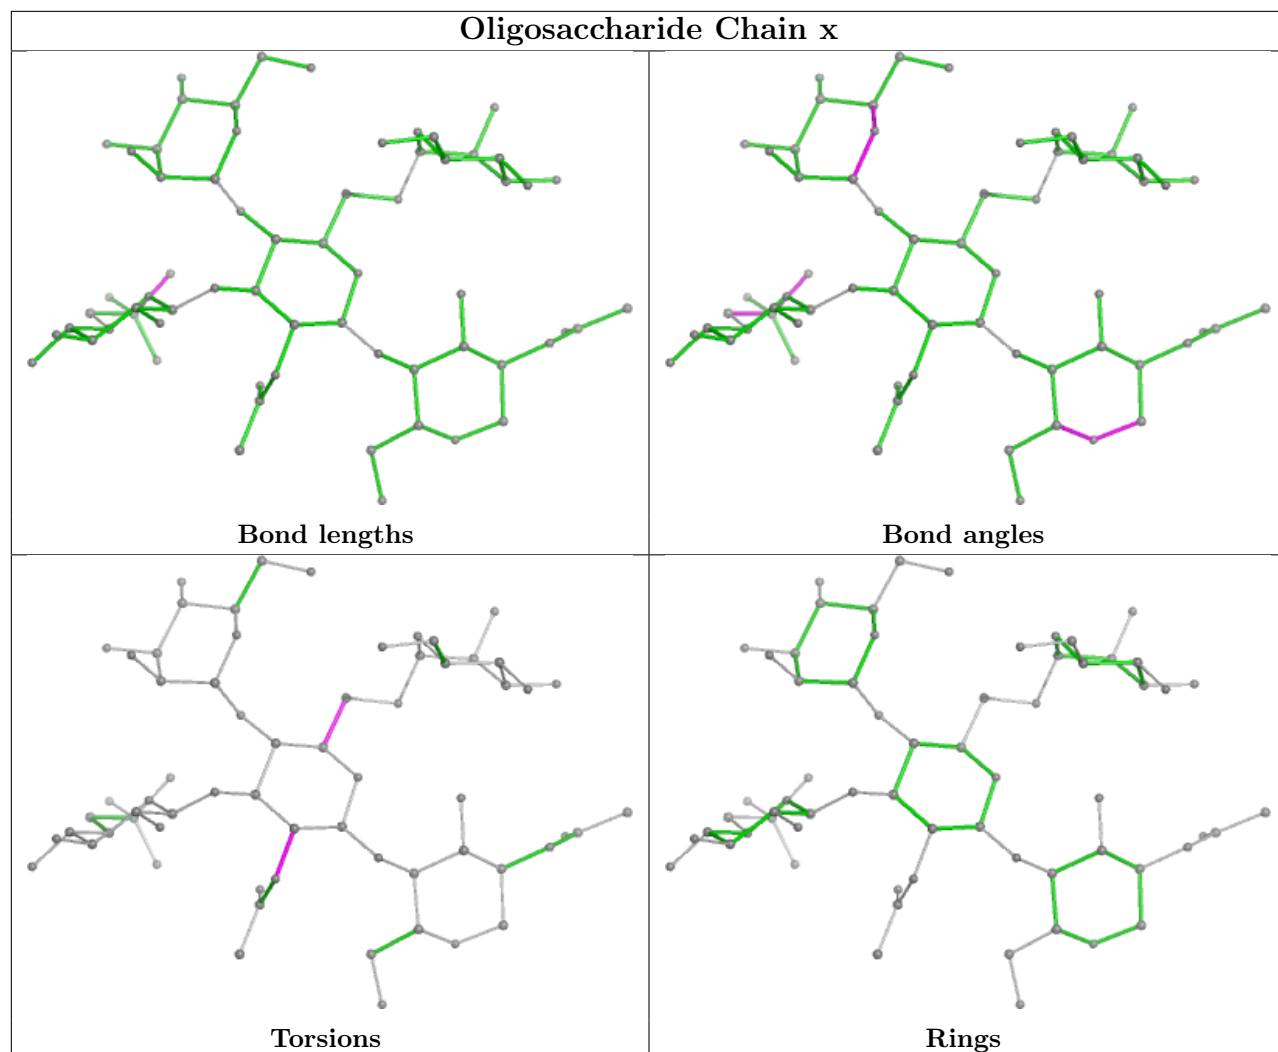 Oligosaccharide Chain x
Bond lengths
Bond angles
Torsions
Rings